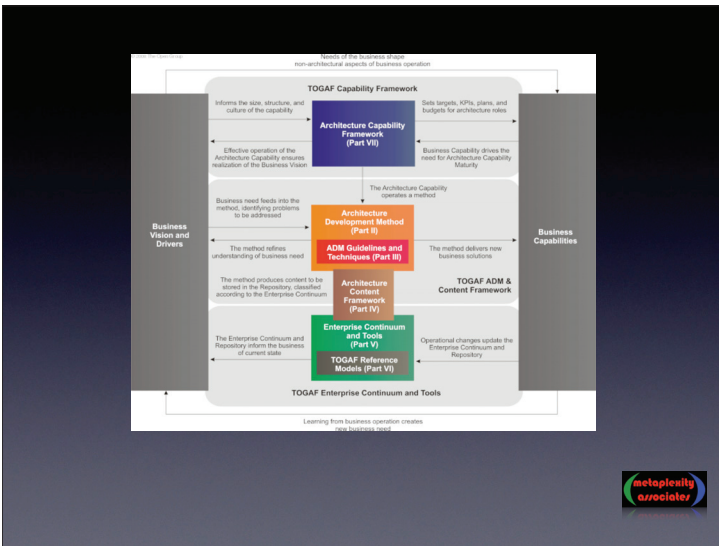 © 2009 The Open Group
Needs of the business shape
non-architectural aspects of business operation
TOGAF Capability Framework
Informs the size, structure, and
culture of the capability
Sets targets, KPIs, plans, and
budgets for architecture roles
Architecture Capability
Framework
(Part VII)
Effective operation of the
Architecture Capability ensures
realization of the Business Vision
Business Capability drives the
need for Architecture Capability
Maturity
The Architecture Capability
operates a method
Business need feeds into the
method, identifying problems
to be addressed
Architecture
Development Method
(Part II)
Business
Vision and
Drivers
Business
Capabilities
ADM Guidelines and
Techniques (Part III)
The method refines
understanding of business need
The method delivers new
business solutions
The method produces content to be
stored in the Repository, classified
according to the Enterprise Continuum
Architecture
Content
Framework
(Part IV)
TOGAF ADM &
Content Framework
Enterprise Continuum
and Tools
(Part V)
The Enterprise Continuum and
Repository inform the business
of current state
Operational changes update the
Enterprise Continuum and
Repository
TOGAF Reference
Models (Part VI)
TOGAF Enterprise Continuum and Tools
Learning from business operation creates
new business need
metaplexity
associates